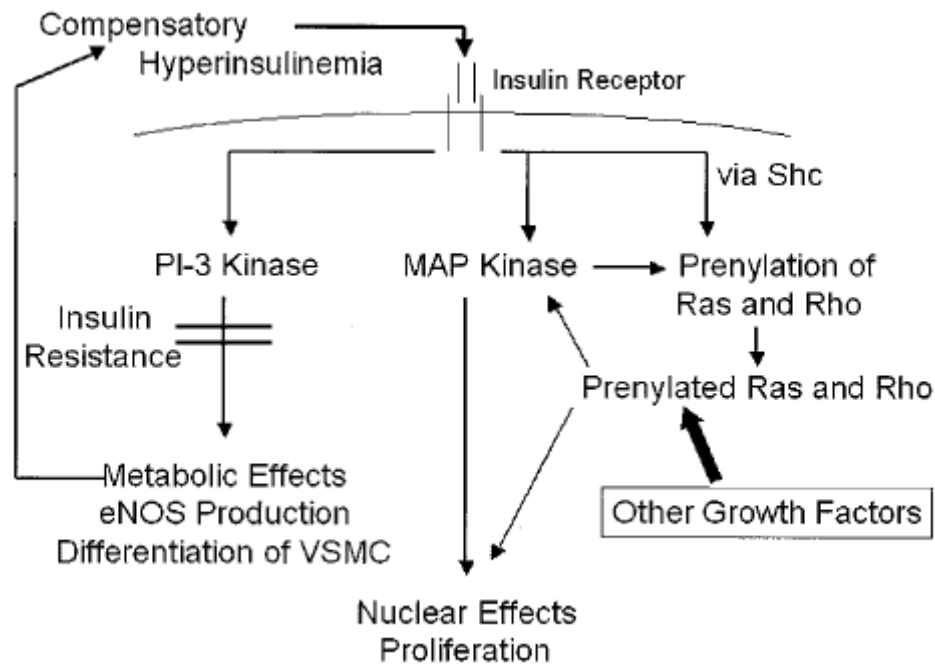 Compensatory
Hyperinsulinemia
Insulin Receptor
via Shc
PI-3 Kinase
MAP Kinase
Prenylation of
Ras and Rho
Insulin
Resistance
Prenylated Ras and Rho
Metabolic Effects
eNOS Production
Differentiation of VSMC
Other Growth Factors
Nuclear Effects
Proliferation